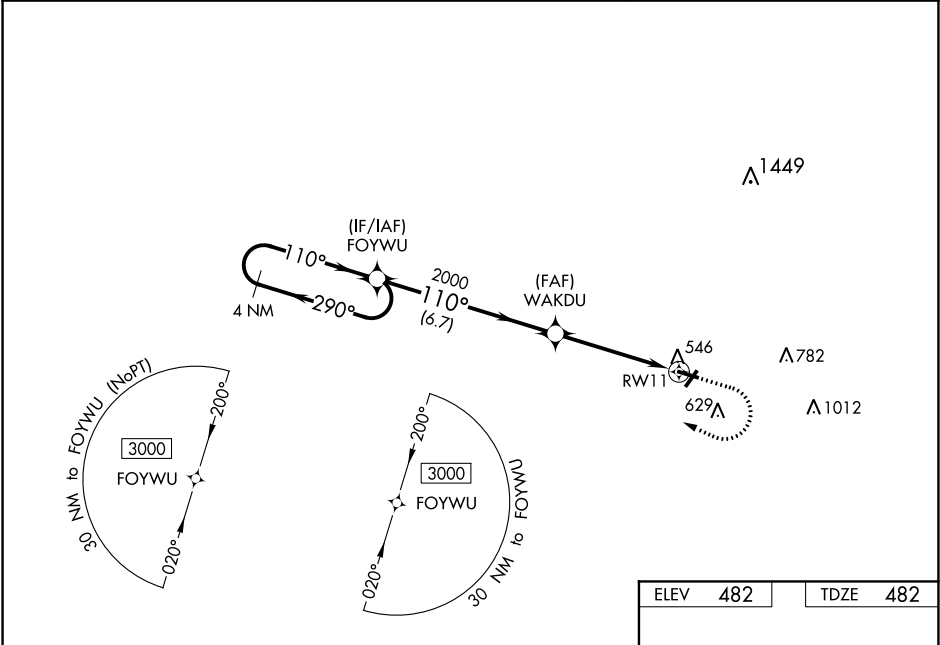 1449
(IF/IAF)
FOYWU
110°
4 NM
290°
2000
110°
(6.7)
(FAF)
WAKDU
546
RW11
782
629
1012
30 NM to FOYWU (NoPT)
200°
3000
FOYWU
020°
200°
3000
FOYWU
020°
30 NM to FOYWU
ELEV 482
TDZE 482